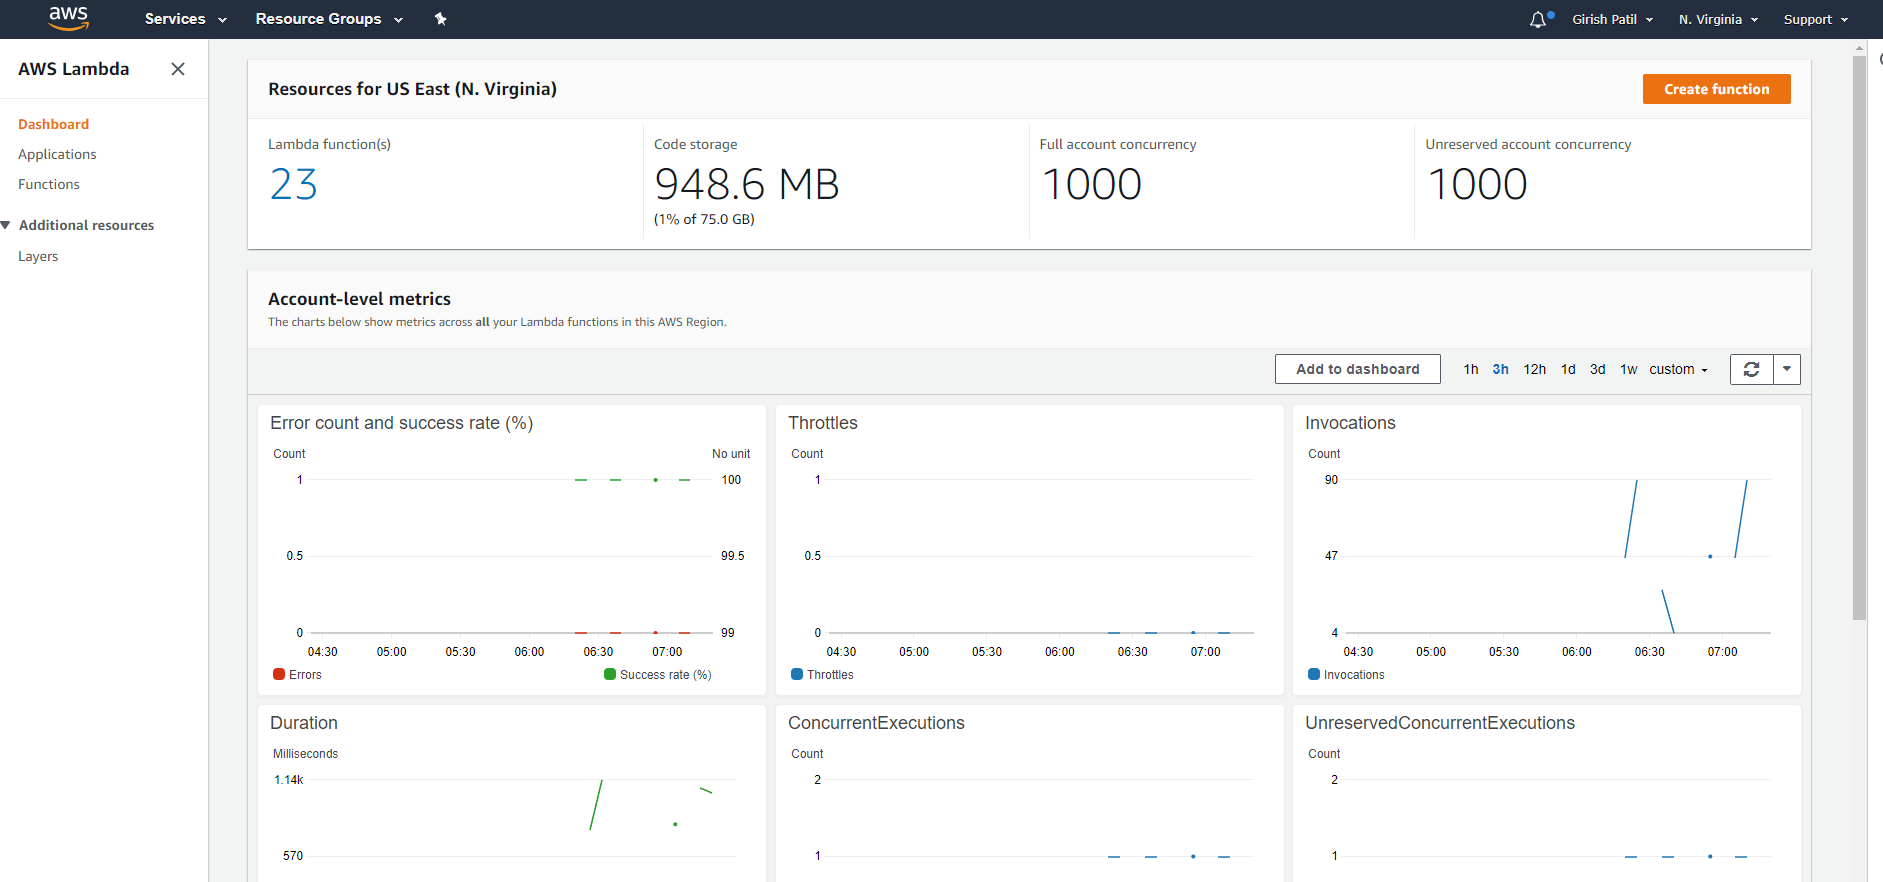 aws Services Resource Groups Girish Patil N. Virginia Support
AWS Lambda
Dashboard
Applications
Functions
Additional resources
Layers
Resources for US East (N. Virginia) Create function
Lambda function(s) Code storage Full account concurrency Unreserved account concurrency
23 948.6 MB 1000 1000
(1% of 75.0 GB)
Account-level metrics
The charts below show metrics across all your Lambda functions in this AWS Region.
Add to dashboard 1h 3h 12h 1d 3d 1w custom
Error count and success rate (%)
Count No unit
1 100
0.5 99.5
0 99
04:30 05:00 05:30 06:00 06:30 07:00
Errors Success rate (%)
Throttles
Count
1
0.5
0
04:30 05:00 05:30 06:00 06:30 07:00
Throttles
Invocations
Count
90
47
4
04:30 05:00 05:30 06:00 06:30 07:00
Invocations
Duration
Milliseconds
1.14k
570
ConcurrentExecutions
Count
2
1
UnreservedConcurrentExecutions
Count
2
1